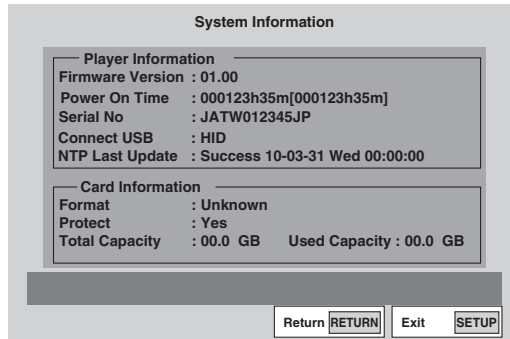 System Information
Player Information
Firmware Version : 01.00
Power On Time : 000123h35m[000123h35m]
Serial No : JATW012345JP
Connect USB : HID
NTP Last Update : Success 10-03-31 Wed 00:00:00
Card Information
Format : Unknown
Protect : Yes
Total Capacity : 00.0 GB Used Capacity : 00.0 GB
Return RETURN Exit SETUP